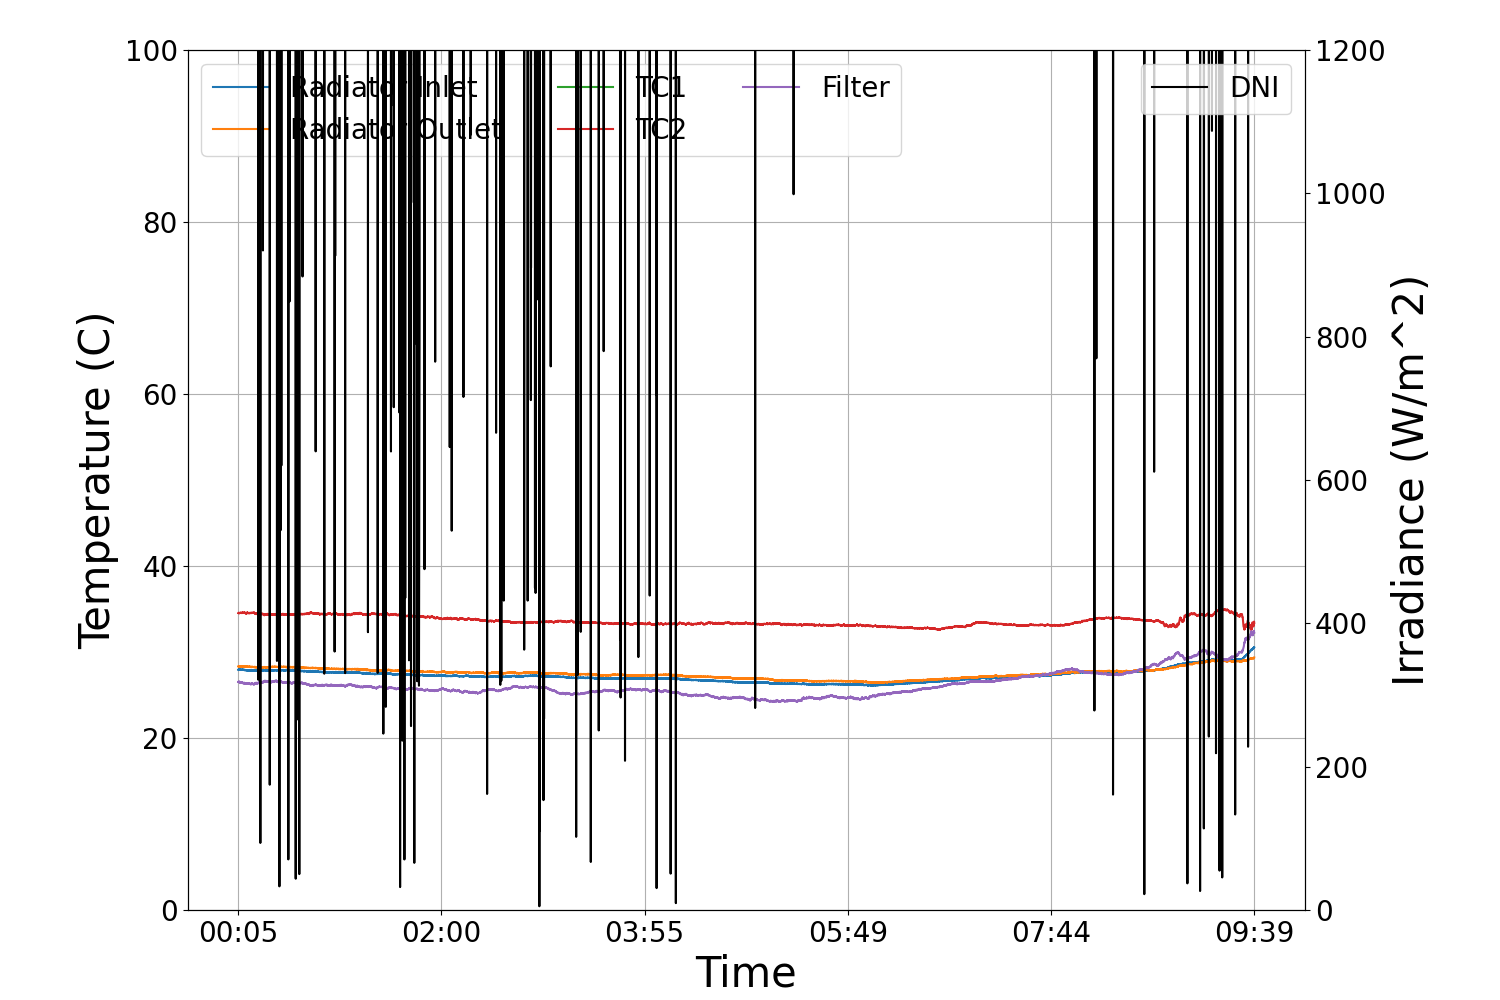 100
80
60
40
20
0
Temperature (C)
Radiator Inlet
Radiator Outlet
TC1
TC2
Filter
DNI
1200
1000
800
600
400
200
0
Irradiance (W/m^2)
00:05
02:00
03:55
05:49
07:44
09:39
Time